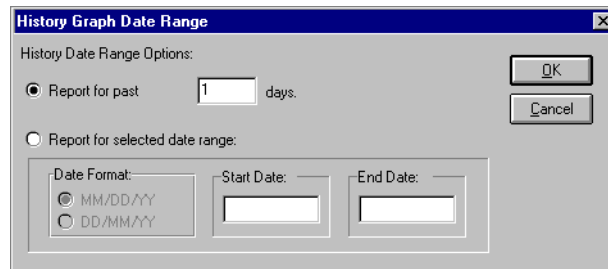 History Graph Date Range
History Date Range Options:
Report for past 1 days.
OK
Cancel
Report for selected date range:
Date Format:
MM/DD/YY
DD/MM/YY
Start Date:
End Date: